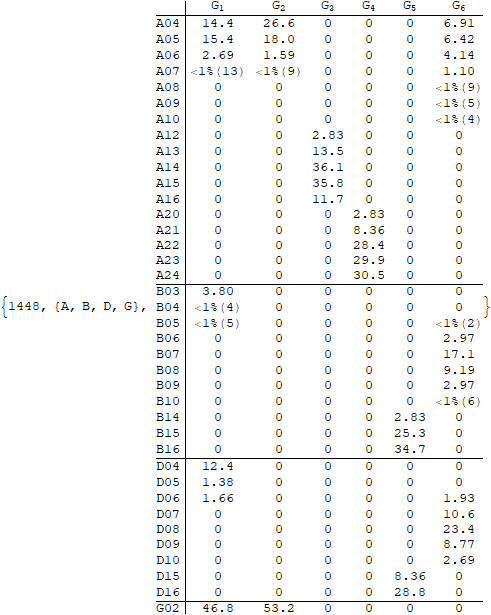 G1 G2 G3 G4 G5 G6
A04 14.4 26.6 0 0 0 6.91
A05 15.4 18.0 0 0 0 6.42
A06 2.69 1.59 0 0 0 4.14
A07 <1%(13) <1%(9) 0 0 0 1.10
A08 0 0 0 0 0 <1%(9)
A09 0 0 0 0 0 <1%(5)
A10 0 0 0 0 0 <1%(4)
A12 0 0 2.83 0 0 0
A13 0 0 13.5 0 0 0
A14 0 0 36.1 0 0 0
A15 0 0 35.8 0 0 0
A16 0 0 11.7 0 0 0
A20 0 0 0 2.83 0 0
A21 0 0 0 8.36 0 0
A22 0 0 0 28.4 0 0
A23 0 0 0 29.9 0 0
A24 0 0 0 30.5 0 0
B03 3.80 0 0 0 0 0
{1448, {A, B, D, G}, B04 <1%(4) 0 0 0 0 0 }
B05 <1%(5) 0 0 0 0 <1%(2)
B06 0 0 0 0 0 2.97
B07 0 0 0 0 0 17.1
B08 0 0 0 0 0 9.19
B09 0 0 0 0 0 2.97
B10 0 0 0 0 0 <1%(6)
B14 0 0 0 0 2.83 0
B15 0 0 0 0 25.3 0
B16 0 0 0 0 34.7 0
D04 12.4 0 0 0 0 0
D05 1.38 0 0 0 0 0
D06 1.66 0 0 0 0 1.93
D07 0 0 0 0 0 10.6
D08 0 0 0 0 0 23.4
D09 0 0 0 0 0 8.77
D10 0 0 0 0 0 2.69
D15 0 0 0 0 8.36 0
D16 0 0 0 0 28.8 0
G02 46.8 53.2 0 0 0 0